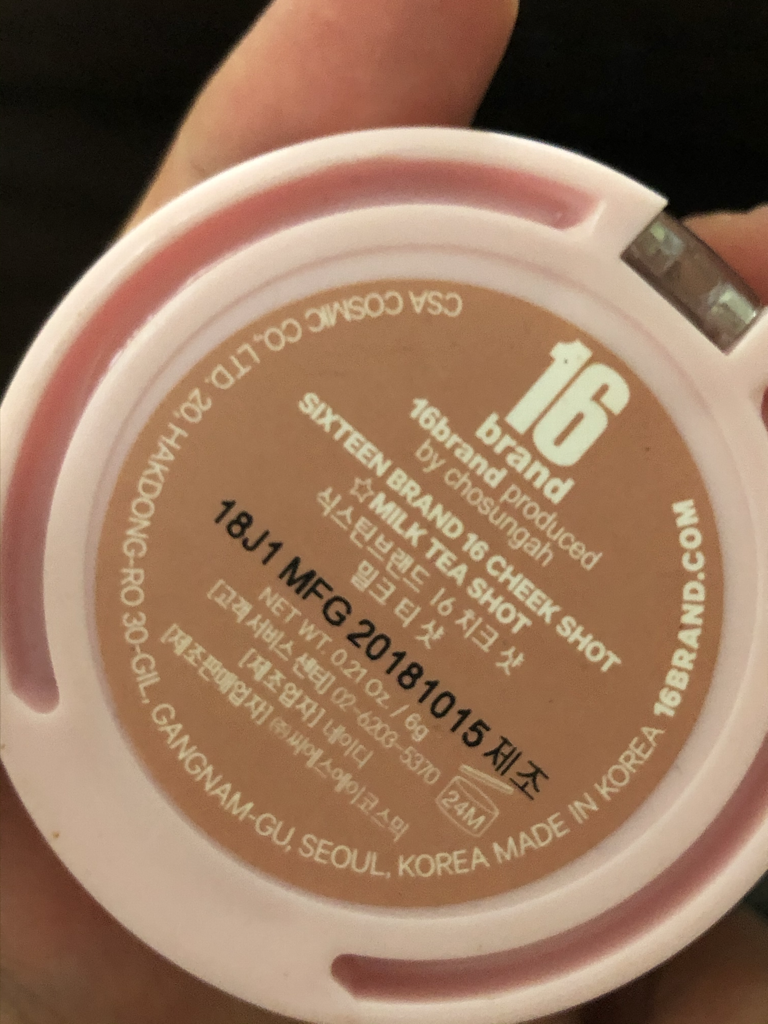 16
brand
16brand produced
by chosungah
SIXTEEN BRAND 16 CHEEK SHOT
☆MILK TEA SHOT
식스틴브랜드 16 치크 샷
밀크 티 샷
18J1 MFG 20181015 제조
NET WT. 0.21 Oz. / 6g
[고객 서비스 센터] 02-6203-5370
[제조업자] 네이디
[제조판매업자] ㈜씨에스에이코스믹
24M
CSA COSMIC CO., LTD. 20, HAKDONG-RO 30-GIL, GANGNAM-GU, SEOUL, KOREA MADE IN KOREA 16BRAND.COM